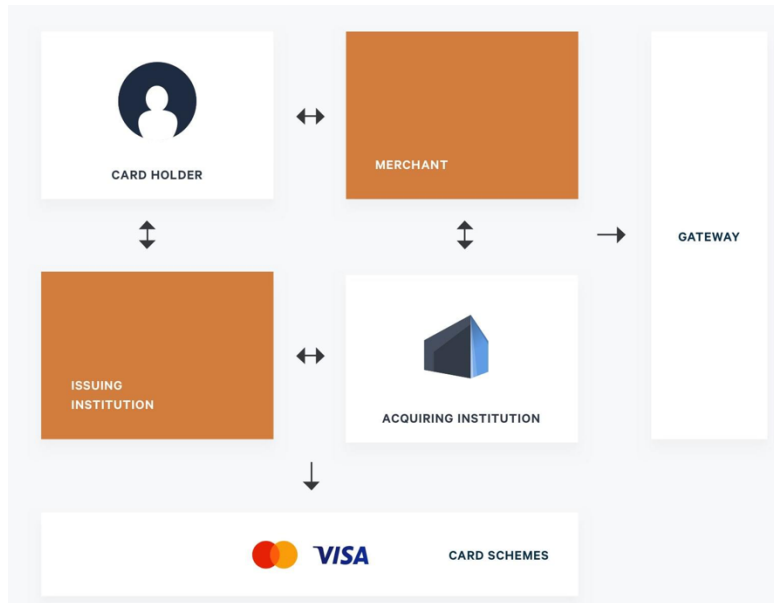 CARD HOLDER
MERCHANT
GATEWAY
ISSUING
INSTITUTION
ACQUIRING INSTITUTION
VISA
CARD SCHEMES